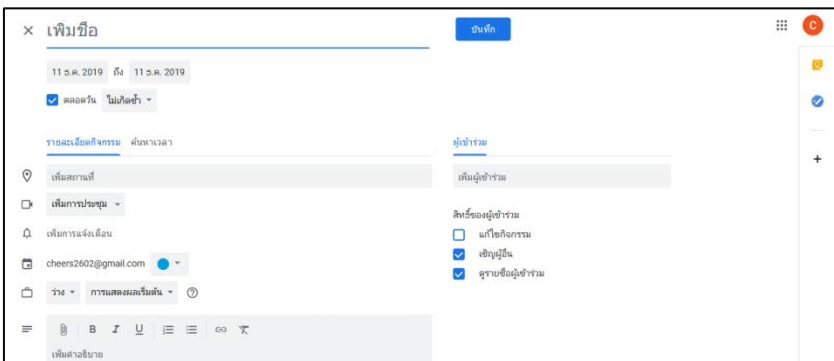 เพิ่มชื่อ
บันทึก
C
11 ธ.ค. 2019 ถึง 11 ธ.ค. 2019
ตลอดวัน ไม่เกิดซ้ำ
รายละเอียดกิจกรรม ค้นหาเวลา
ผู้เข้าร่วม
เพิ่มสถานที่
เพิ่มผู้เข้าร่วม
เพิ่มการประชุม
สิทธิ์ของผู้เข้าร่วม
เพิ่มการแจ้งเตือน
แก้ไขกิจกรรม
cheers2602@gmail.com
เชิญผู้อื่น
ดูรายชื่อผู้เข้าร่วม
ว่าง การแสดงผลเริ่มต้น
B I U
เพิ่มคำอธิบาย